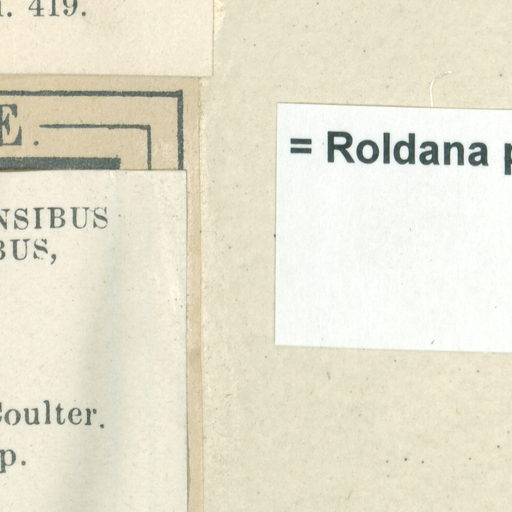 419.
E.
NSIBUS
BUS,
Coulter.
p.
= Roldana p